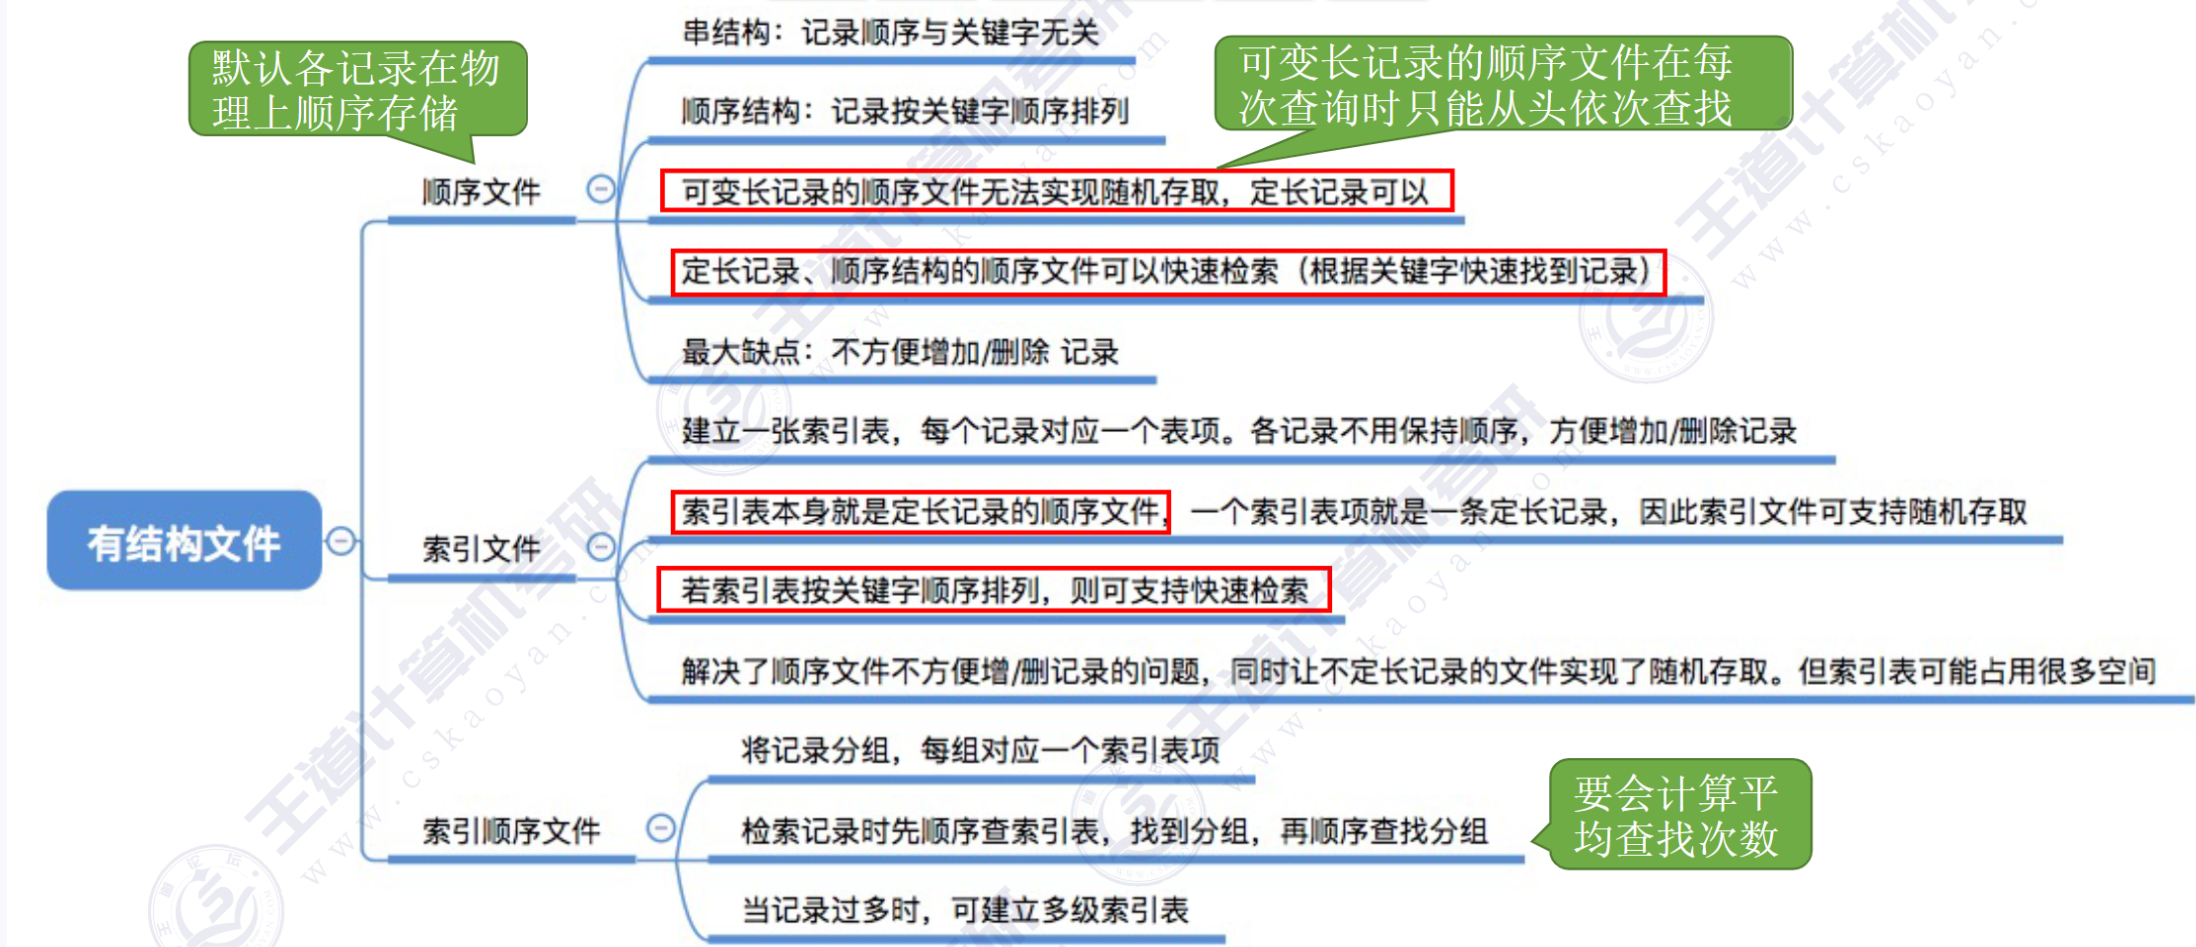 串结构：记录顺序与关键字无关
默认各记录在物
理上顺序存储
可变长记录的顺序文件在每
次查询时只能从头依次查找
顺序结构：记录按关键字顺序排列
顺序文件
可变长记录的顺序文件无法实现随机存取，定长记录可以
定长记录、顺序结构的顺序文件可以快速检索（根据关键字快速找到记录）
最大缺点：不方便增加/删除 记录
建立一张索引表，每个记录对应一个表项。各记录不用保持顺序，方便增加/删除记录
有结构文件
索引文件
索引表本身就是定长记录的顺序文件，一个索引表项就是一条定长记录，因此索引文件可支持随机存取
若索引表按关键字顺序排列，则可支持快速检索
解决了顺序文件不方便增/删记录的问题，同时让不定长记录的文件实现了随机存取。但索引表可能占用很多空间
将记录分组，每组对应一个索引表项
索引顺序文件
检索记录时先顺序查索引表，找到分组，再顺序查找分组
要会计算平
均查找次数
当记录过多时，可建立多级索引表
王道计算机考研
www.cskaoyan.com